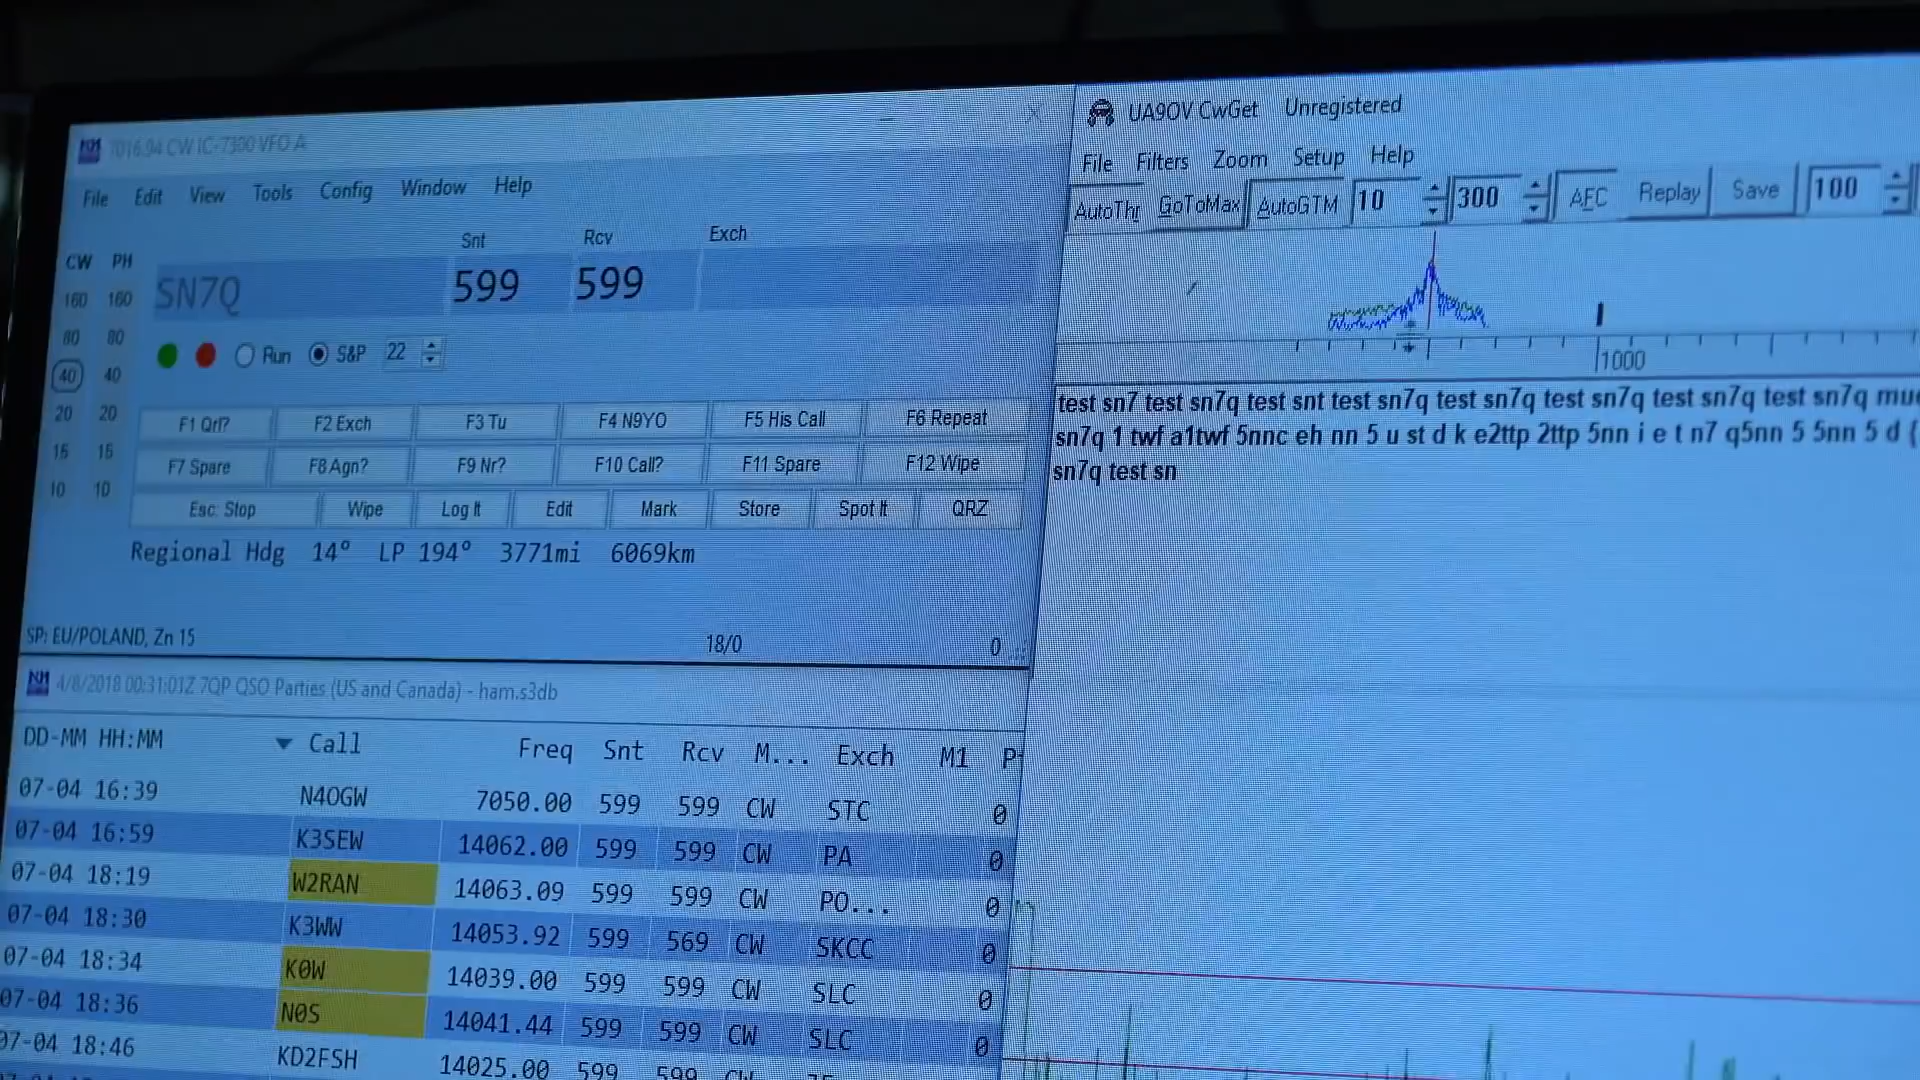 7016.94 CW IC-7300 VFO A
File Edit View Tools Config Window Help
Snt Rcv Exch
CW PH
SN7Q 599 599
160 160
80 80
40 40
20 20
15 15
10 10
Run S&P 22
F1 Qrl? F2 Exch F3 Tu F4 N9YO F5 His Call F6 Repeat
F7 Spare F8 Agn? F9 Nr? F10 Call? F11 Spare F12 Wipe
Esc: Stop Wipe Log It Edit Mark Store Spot It QRZ
Regional Hdg 14° LP 194° 3771mi 6069km
SP: EU/POLAND, Zn 15 18/0 0
4/8/2018 00:31:01Z 7QP QSO Parties (US and Canada) - ham.s3db
DD-MM HH:MM Call Freq Snt Rcv M... Exch M1
07-04 16:39 N4OGW 7050.00 599 599 CW STC 0
07-04 16:59 K3SEW 14062.00 599 599 CW PA 0
07-04 18:19 W2RAN 14063.09 599 599 CW PO... 0
07-04 18:30 K3WW 14053.92 599 569 CW SKCC 0
07-04 18:34 K0W 14039.00 599 599 CW SLC 0
07-04 18:36 N0S 14041.44 599 599 CW SLC 0
07-04 18:46 KD2FSH 14025.00 599 599 CW
UA9OV CwGet Unregistered
File Filters Zoom Setup Help
AutoThr GoToMax AutoGTM 10 300 AFC Replay Save 100
1000
test sn7 test sn7q test snt test sn7q test sn7q test sn7q test sn7q test sn7q
sn7q 1 twf a1twf 5nnc eh nn 5 u st d k e2ttp 2ttp 5nn i e t n7 q5nn 5 5nn 5 d (
sn7q test sn